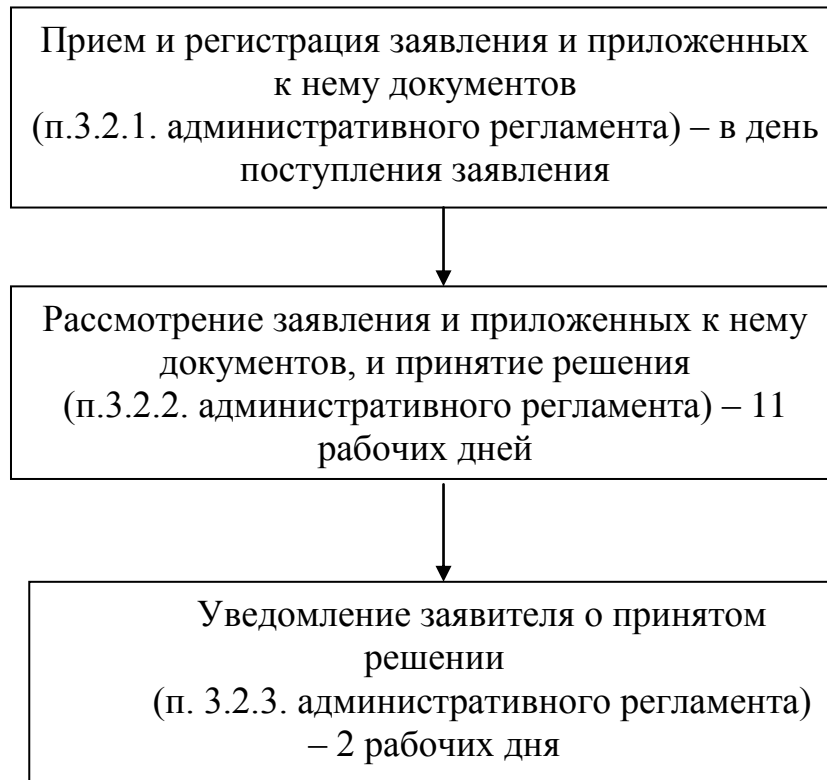 Прием и регистрация заявления и приложенных
к нему документов
(п.3.2.1. административного регламента) – в день
поступления заявления
Рассмотрение заявления и приложенных к нему
документов, и принятие решения
(п.3.2.2. административного регламента) – 11
рабочих дней
Уведомление заявителя о принятом
решении
(п. 3.2.3. административного регламента)
– 2 рабочих дня